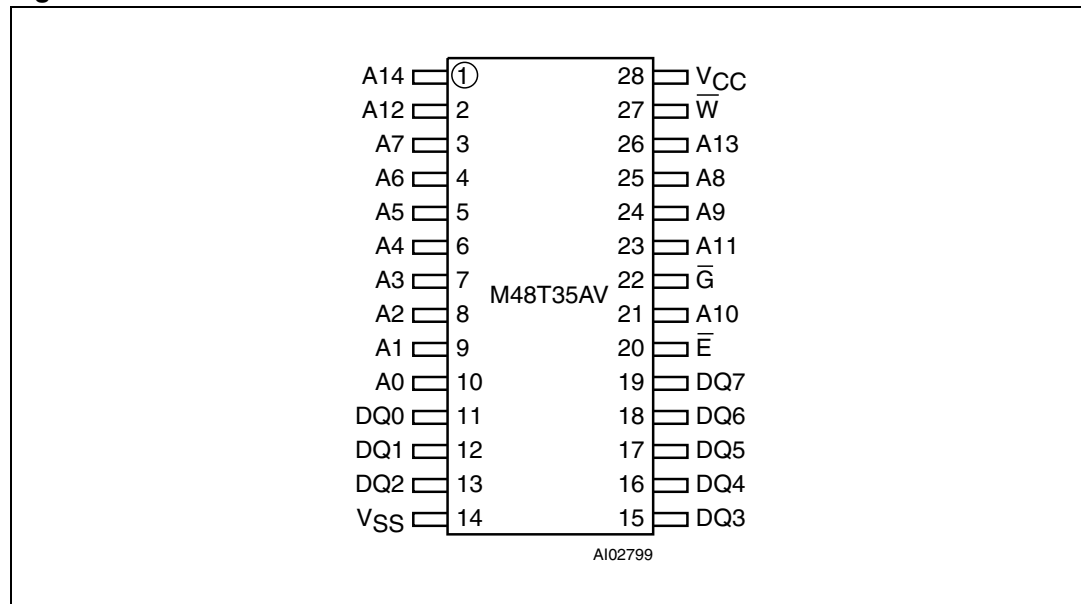 A14 1 28 VCC
A12 2 27 W̅
A7 3 26 A13
A6 4 25 A8
A5 5 24 A9
A4 6 23 A11
A3 7 22 G̅
M48T35AV
A2 8 21 A10
A1 9 20 E̅
A0 10 19 DQ7
DQ0 11 18 DQ6
DQ1 12 17 DQ5
DQ2 13 16 DQ4
VSS 14 15 DQ3
AI02799